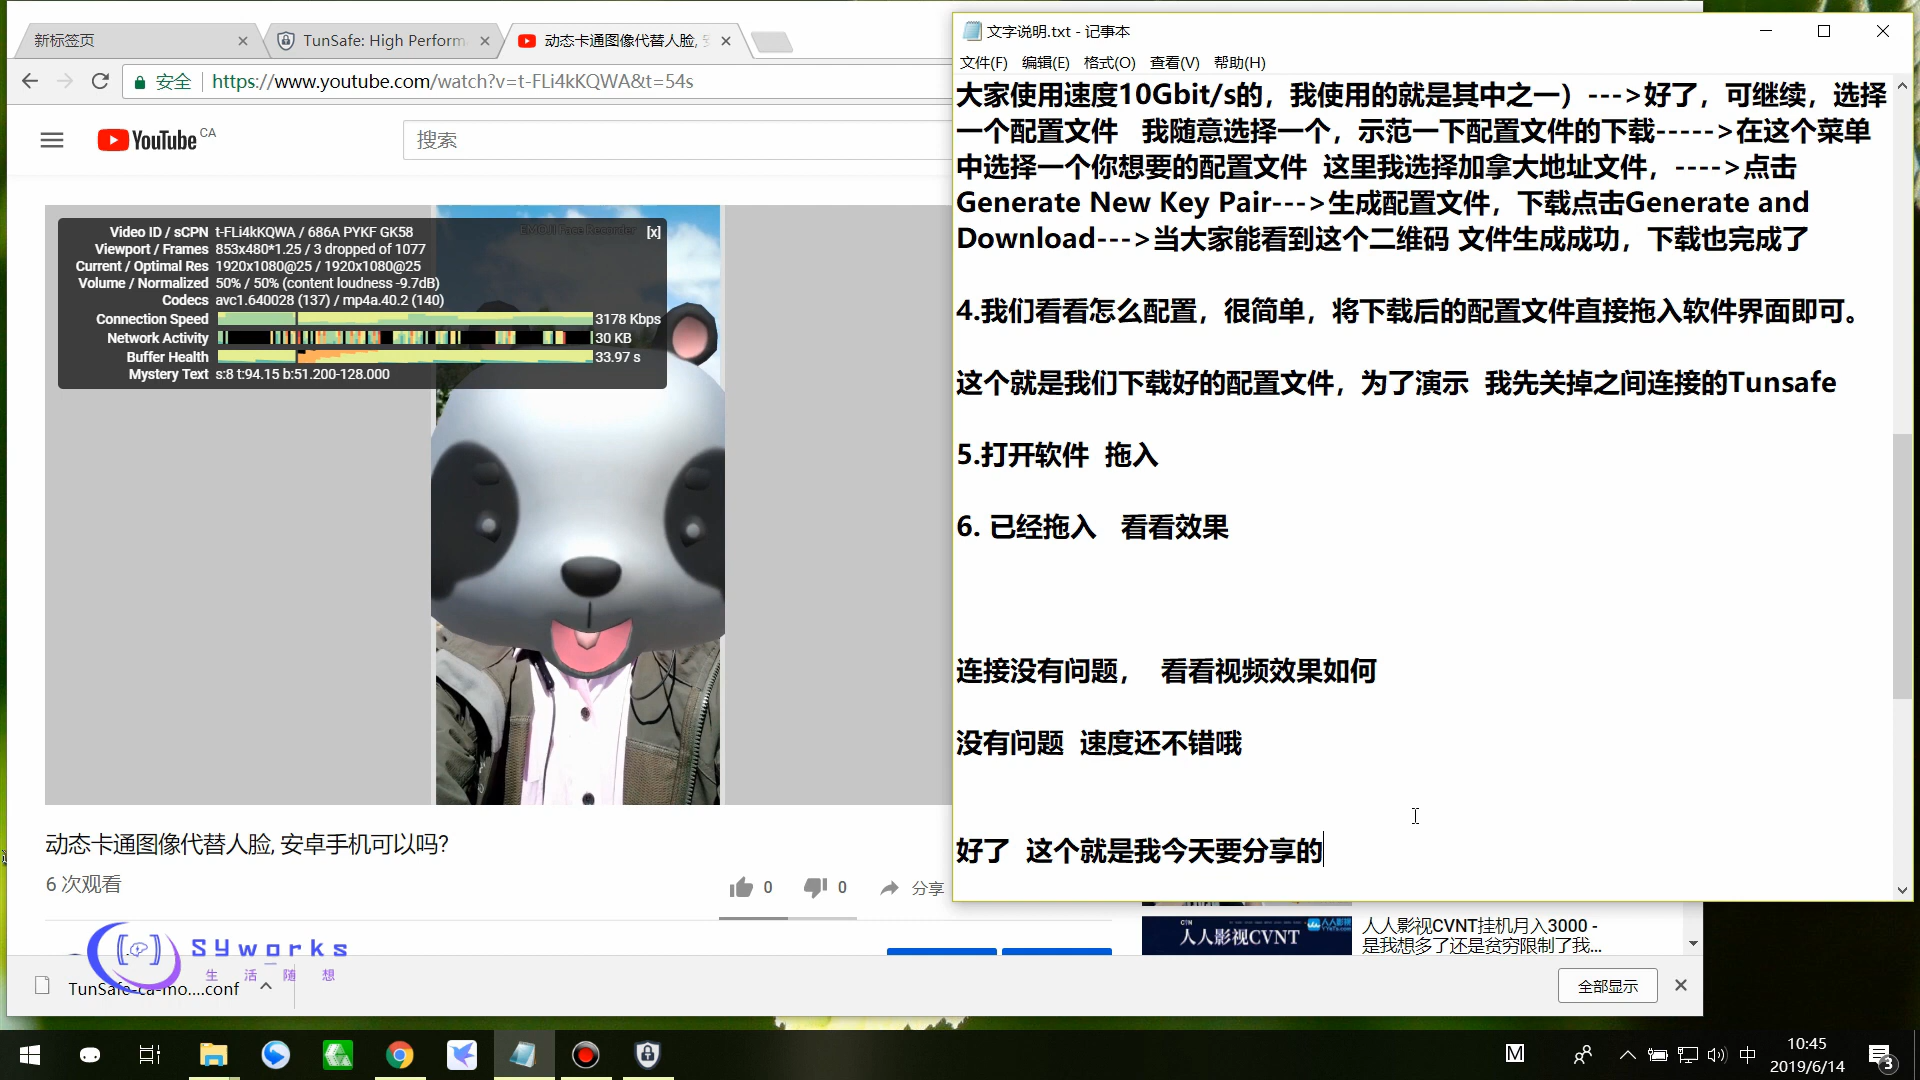 新标签页
TunSafe: High Perform
动态卡通图像代替人脸,
安全
https://www.youtube.com/watch?v=t-FLi4kKQWA&t=54s
YouTube CA
搜索
Video ID / sCPN t-FLi4kKQWA / 686A PYKF GK58
Viewport / Frames 853x480*1.25 / 3 dropped of 1077
Current / Optimal Res 1920x1080@25 / 1920x1080@25
Volume / Normalized 50% / 50% (content loudness -9.7dB)
Codecs avc1.640028 (137) / mp4a.40.2 (140)
Connection Speed 3178 Kbps
Network Activity 30 KB
Buffer Health 33.97 s
Mystery Text s:8 t:94.15 b:51.200-128.000
[x]
动态卡通图像代替人脸, 安卓手机可以吗?
6 次观看
0
0
分享
文字说明.txt - 记事本
文件(F) 编辑(E) 格式(O) 查看(V) 帮助(H)
大家使用速度10Gbit/s的，我使用的就是其中之一）--->好了，可继续，选择
一个配置文件 我随意选择一个，示范一下配置文件的下载----->在这个菜单
中选择一个你想要的配置文件 这里我选择加拿大地址文件，---->点击
Generate New Key Pair--->生成配置文件，下载点击Generate and
Download--->当大家能看到这个二维码 文件生成成功，下载也完成了
4.我们看看怎么配置，很简单，将下载后的配置文件直接拖入软件界面即可。
这个就是我们下载好的配置文件，为了演示 我先关掉之间连接的Tunsafe
5.打开软件 拖入
6. 已经拖入 看看效果
连接没有问题， 看看视频效果如何
没有问题 速度还不错哦
好了 这个就是我今天要分享的
人人影视CVNT
人人影视CVNT挂机月入3000 -
是我想多了还是贫穷限制了我...
SYworks
生活随想
TunSafe-ca-mo....conf
全部显示
M
中
10:45
2019/6/14
3